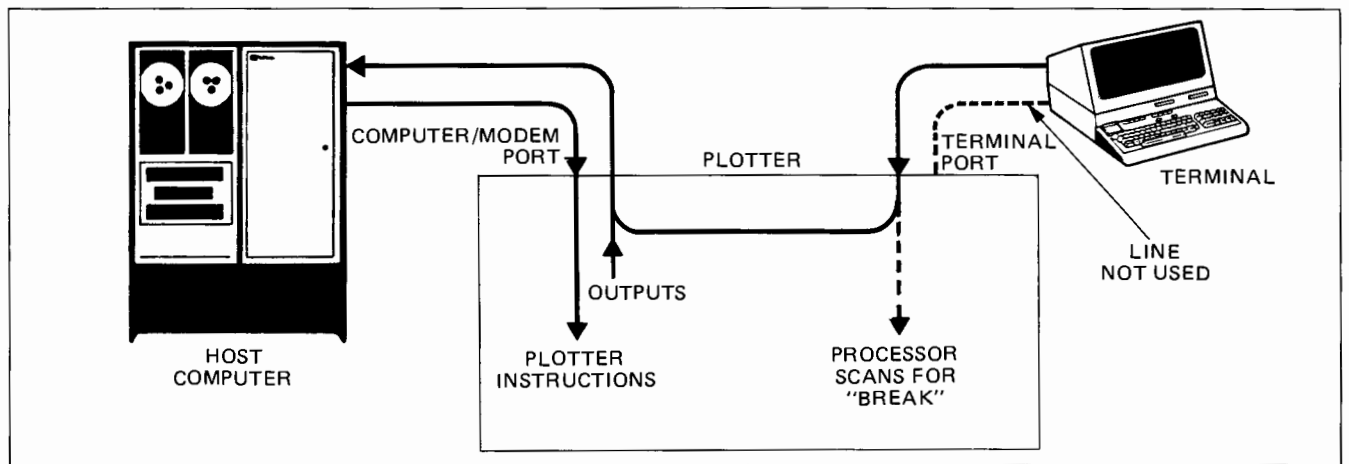 COMPUTER/MODEM
PORT
PLOTTER
TERMINAL
PORT
TERMINAL
LINE
NOT USED
OUTPUTS
HOST
COMPUTER
PLOTTER
INSTRUCTIONS
PROCESSOR
SCANS FOR
"BREAK"